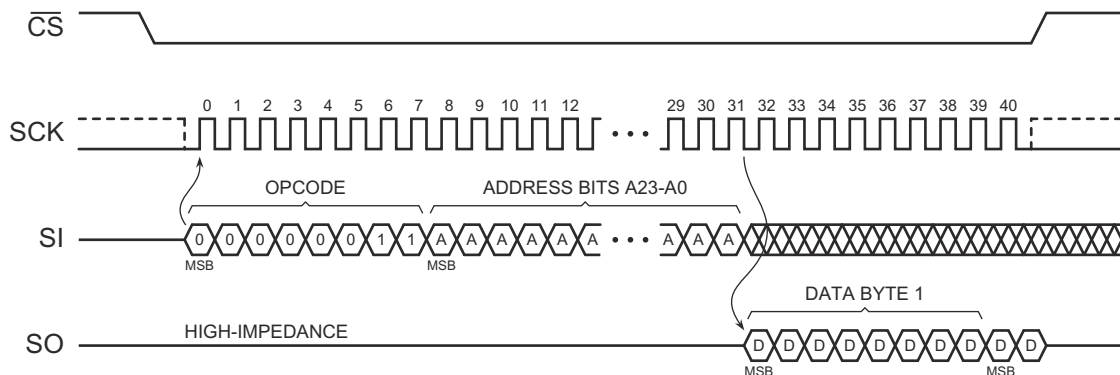 CS
0 1 2 3 4 5 6 7 8 9 10 11 12 29 30 31 32 33 34 35 36 37 38 39 40
SCK
OPCODE ADDRESS BITS A23-A0
SI 0 0 0 0 0 0 1 1 A A A A A A A A A
MSB MSB
DATA BYTE 1
SO HIGH-IMPEDANCE D D D D D D D D D D
MSB MSB